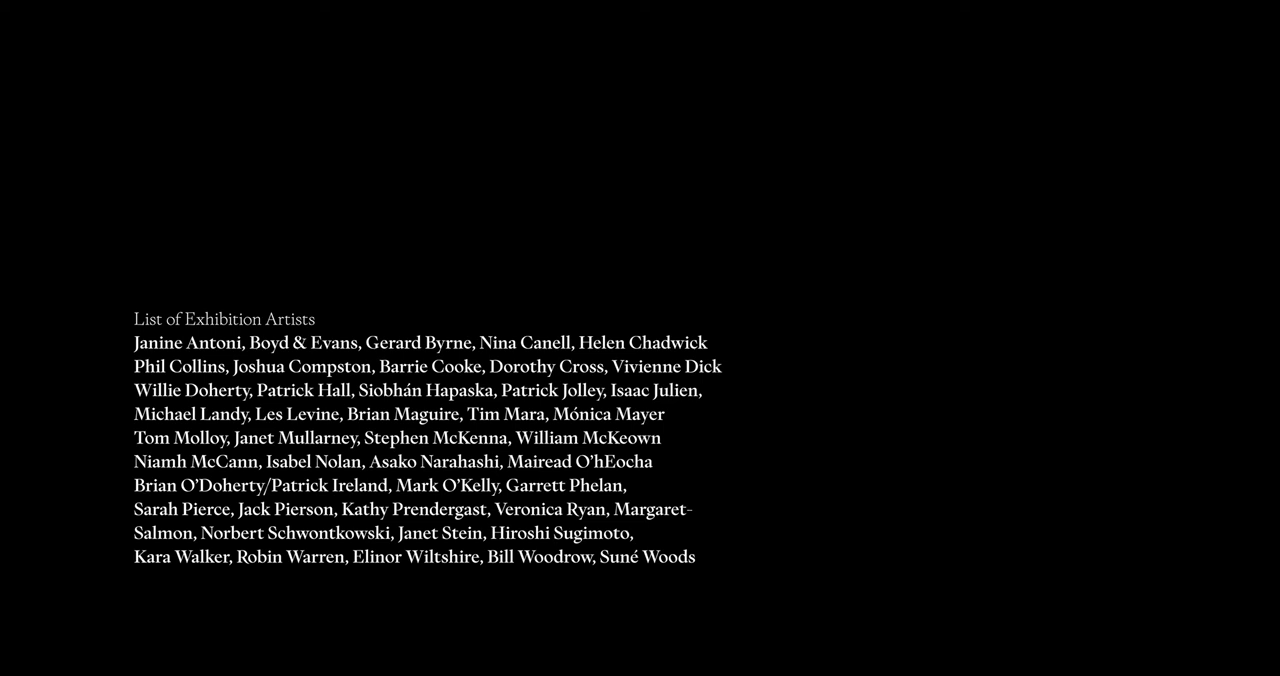 List of Exhibition Artists
Janine Antoni, Boyd & Evans, Gerard Byrne, Nina Canell, Helen Chadwick
Phil Collins, Joshua Compston, Barrie Cooke, Dorothy Cross, Vivienne Dick
Willie Doherty, Patrick Hall, Siobhán Hapaska, Patrick Jolley, Isaac Julien,
Michael Landy, Les Levine, Brian Maguire, Tim Mara, Mónica Mayer
Tom Molloy, Janet Mullarney, Stephen McKenna, William McKeown
Niamh McCann, Isabel Nolan, Asako Narahashi, Mairead O’hEocha
Brian O’Doherty/Patrick Ireland, Mark O’Kelly, Garrett Phelan,
Sarah Pierce, Jack Pierson, Kathy Prendergast, Veronica Ryan, Margaret-
Salmon, Norbert Schwontkowski, Janet Stein, Hiroshi Sugimoto,
Kara Walker, Robin Warren, Elinor Wiltshire, Bill Woodrow, Suné Woods